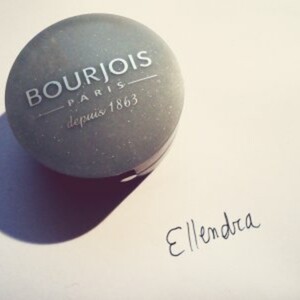 BOURJOIS
PARIS
depuis 1863
Ellendra